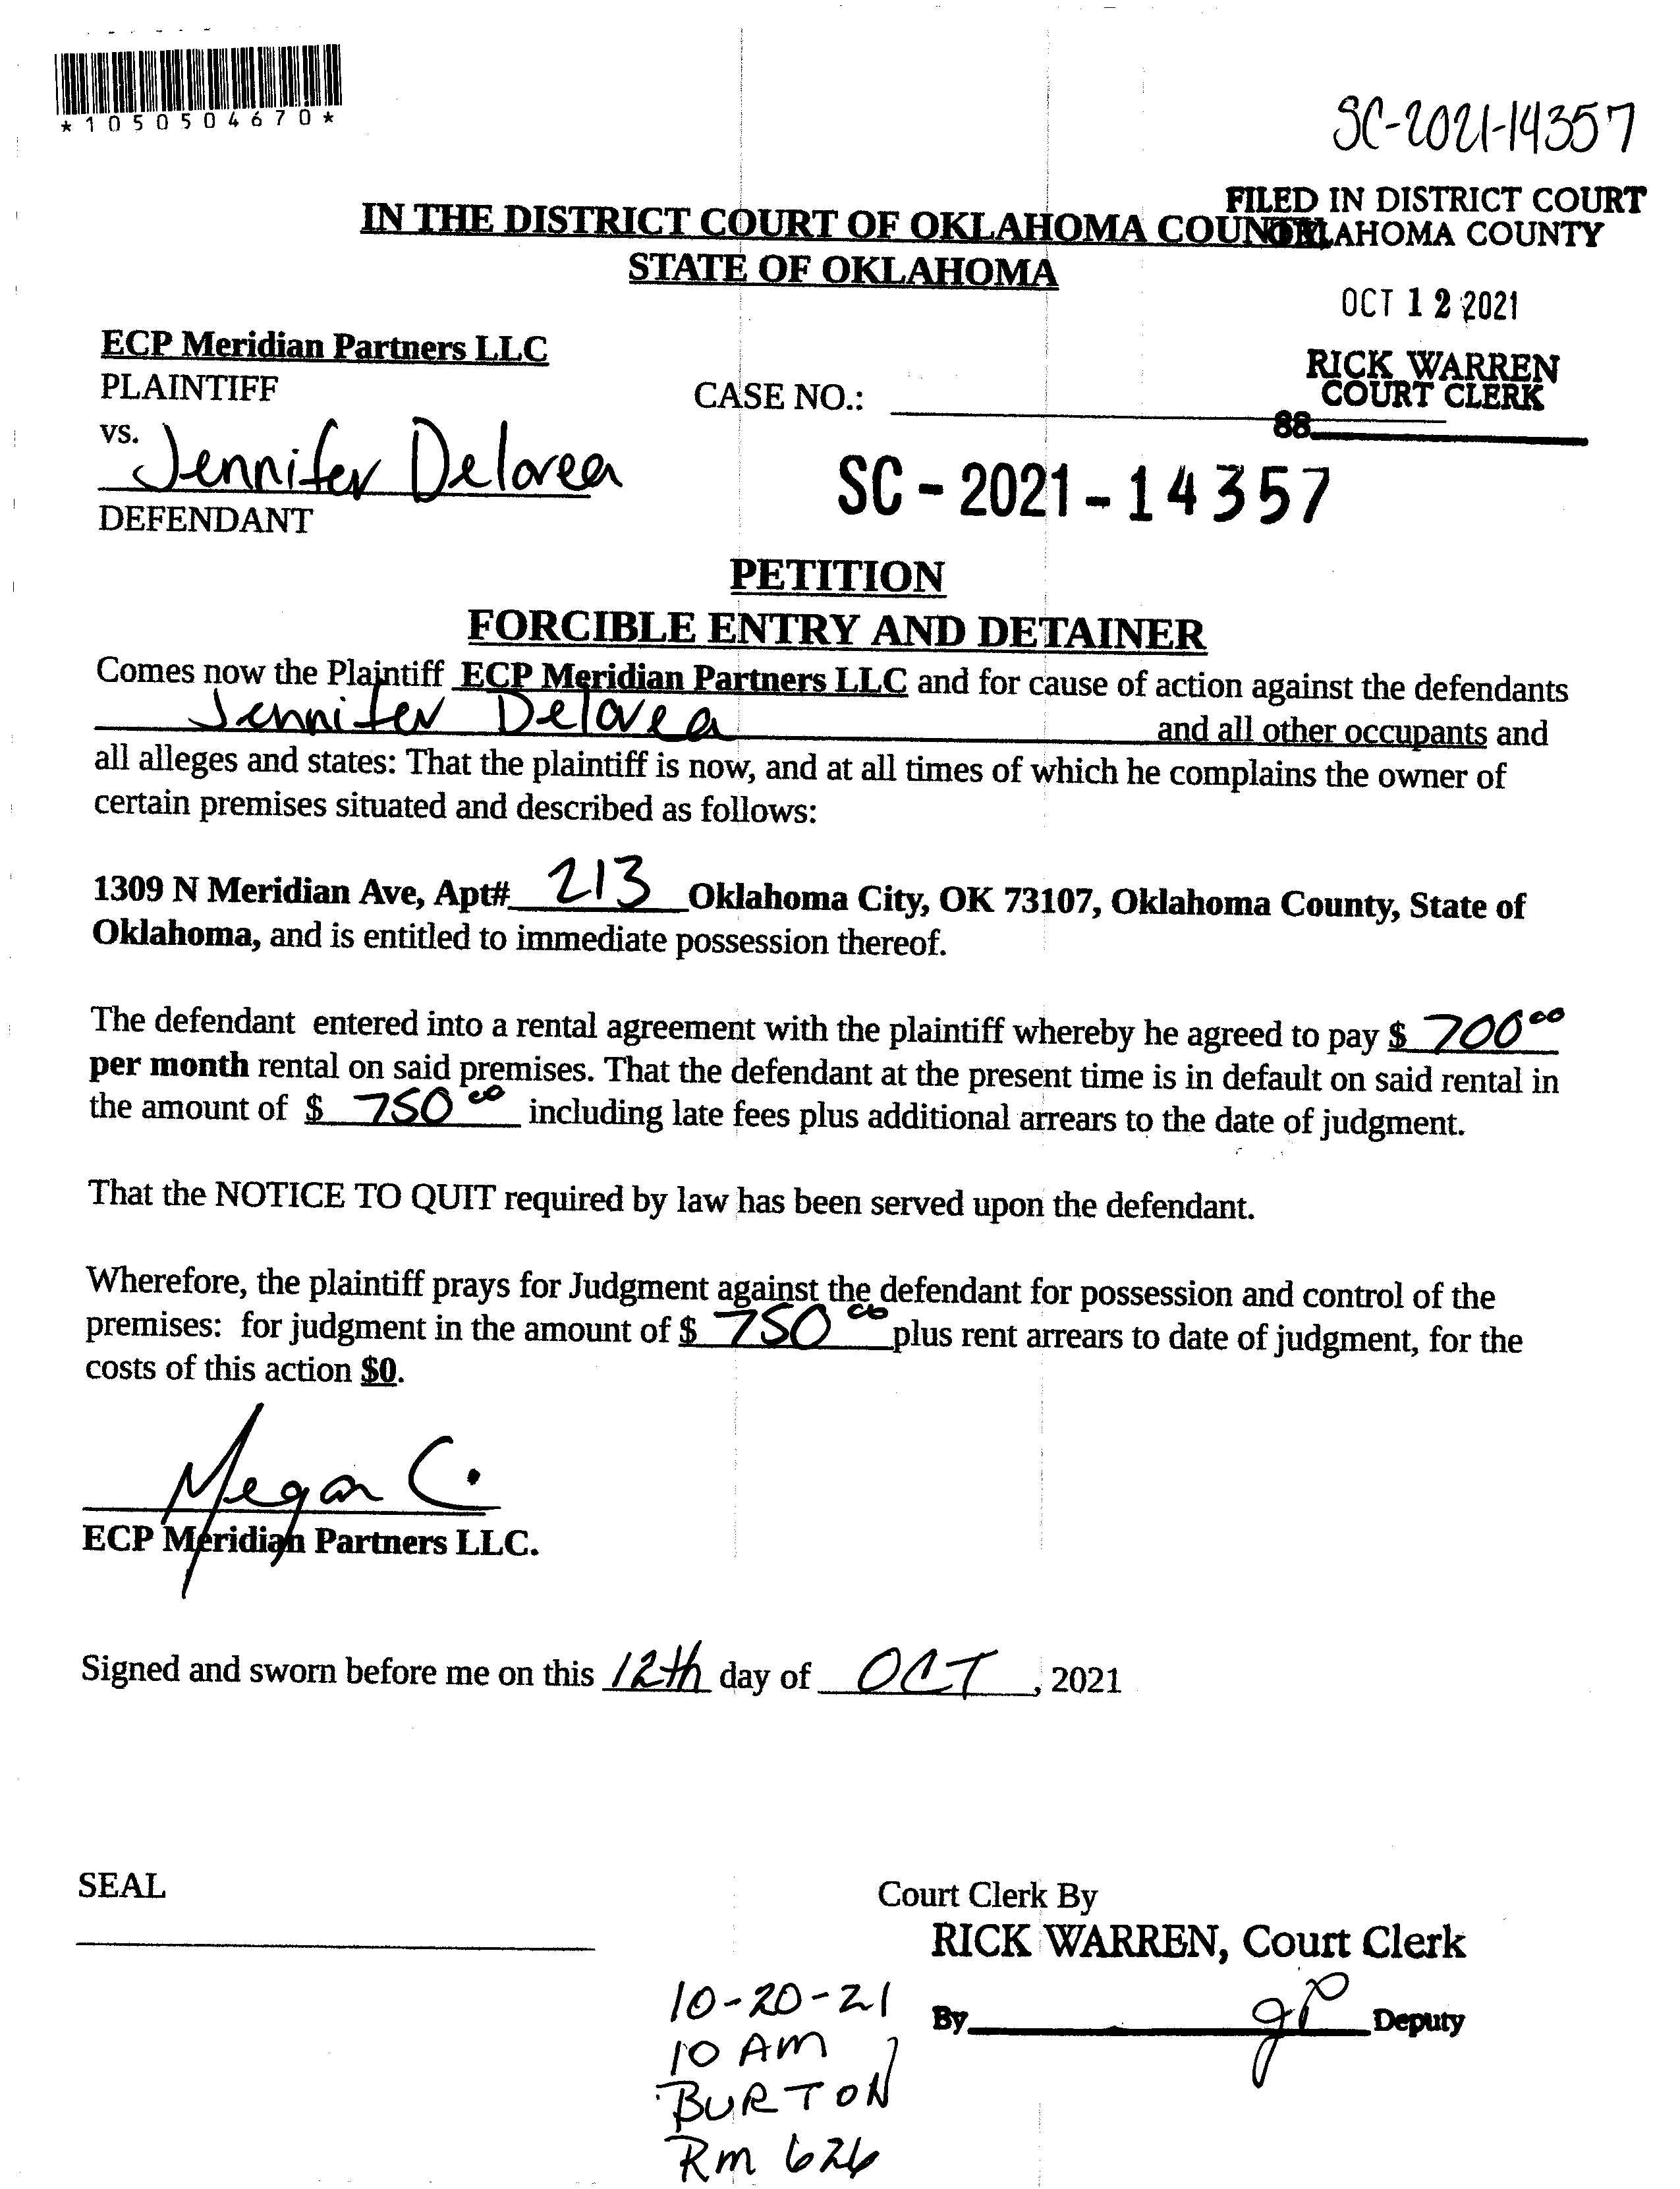 *1050504670*
SC-2021-14357
FILED IN DISTRICT COURT
OKLAHOMA COUNTY
IN THE DISTRICT COURT OF OKLAHOMA COUNTY
STATE OF OKLAHOMA
OCT 12 2021
RICK WARREN
COURT CLERK
88
ECP Meridian Partners LLC
PLAINTIFF
CASE NO.:
vs.
Jennifer Delorea
SC-2021-14357
DEFENDANT
PETITION
FORCIBLE ENTRY AND DETAINER
Comes now the Plaintiff ECP Meridian Partners LLC and for cause of action against the defendants
Jennifer Delorea and all other occupants and
all alleges and states: That the plaintiff is now, and at all times of which he complains the owner of
certain premises situated and described as follows:
1309 N Meridian Ave, Apt# 213 Oklahoma City, OK 73107, Oklahoma County, State of
Oklahoma, and is entitled to immediate possession thereof.
The defendant entered into a rental agreement with the plaintiff whereby he agreed to pay $ 700 00
per month rental on said premises. That the defendant at the present time is in default on said rental in
the amount of $ 750 00 including late fees plus additional arrears to the date of judgment.
That the NOTICE TO QUIT required by law has been served upon the defendant.
Wherefore, the plaintiff prays for Judgment against the defendant for possession and control of the
premises: for judgment in the amount of $ 750 00 plus rent arrears to date of judgment, for the
costs of this action $0.
Megan C.
ECP Meridian Partners LLC.
Signed and sworn before me on this 12th day of OCT, 2021
SEAL
Court Clerk By
RICK WARREN, Court Clerk
By Deputy
10-20-21
10 AM
BURTON
Rm 626